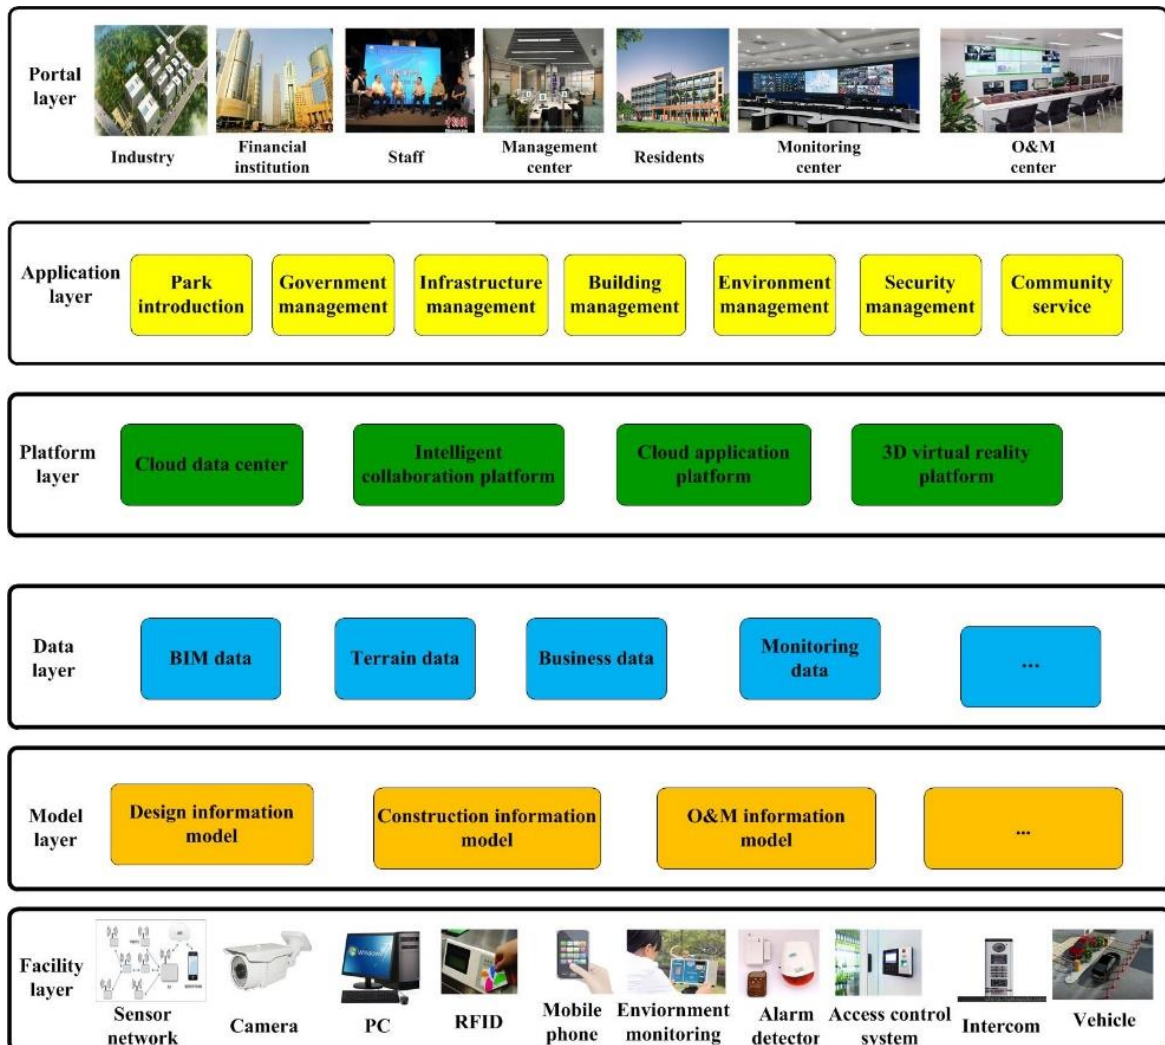 Portal
layer
Industry
Financial
institution
Staff
Management
center
Residents
Monitoring
center
O&M
center
Application
layer
Park
introduction
Government
management
Infrastructure
management
Building
management
Environment
management
Security
management
Community
service
Platform
layer
Cloud data center
Intelligent
collaboration platform
Cloud application
platform
3D virtual reality
platform
Data
layer
BIM data
Terrain data
Business data
Monitoring
data
...
Model
layer
Design information
model
Construction information
model
O&M information
model
...
Facility
layer
Sensor
network
Camera
PC
RFID
Mobile
phone
Enviornment
monitoring
Alarm
detector
Access control
system
Intercom
Vehicle